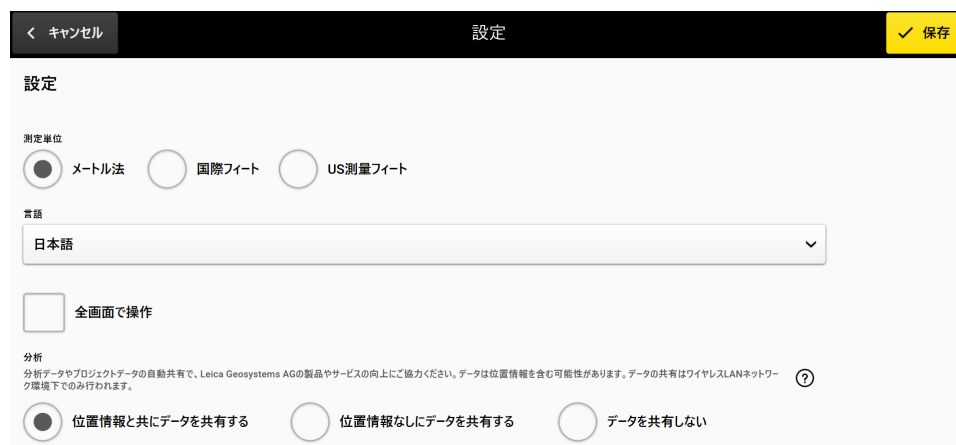 キャンセル
設定
保存
設定
測定単位
メートル法
国際フィート
US測量フィート
言語
日本語
全画面で操作
分析
分析データやプロジェクトデータの自動共有で、Leica Geosystems AGの製品やサービスの向上にご協力ください。データは位置情報を含む可能性があります。データの共有はワイヤレスLANネットワー
ク環境下でのみ行われます。
?
位置情報と共にデータを共有する
位置情報なしにデータを共有する
データを共有しない